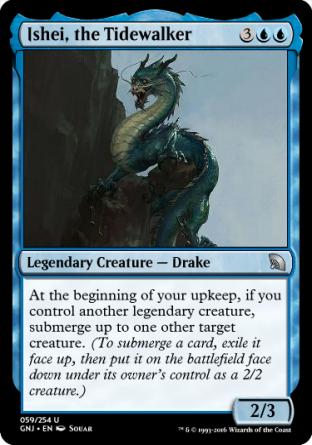 Ishei, the Tidewalker 3
Legendary Creature — Drake
At the beginning of your upkeep, if you
control another legendary creature,
submerge up to one other target
creature. (To submerge a card, exile it
face up, then put it on the battlefield face
down under its owner's control as a 2/2
creature.)
2/3
059/254 U
GNJ • EN Souar
™ & © 1993-2016 Wizards of the Coast